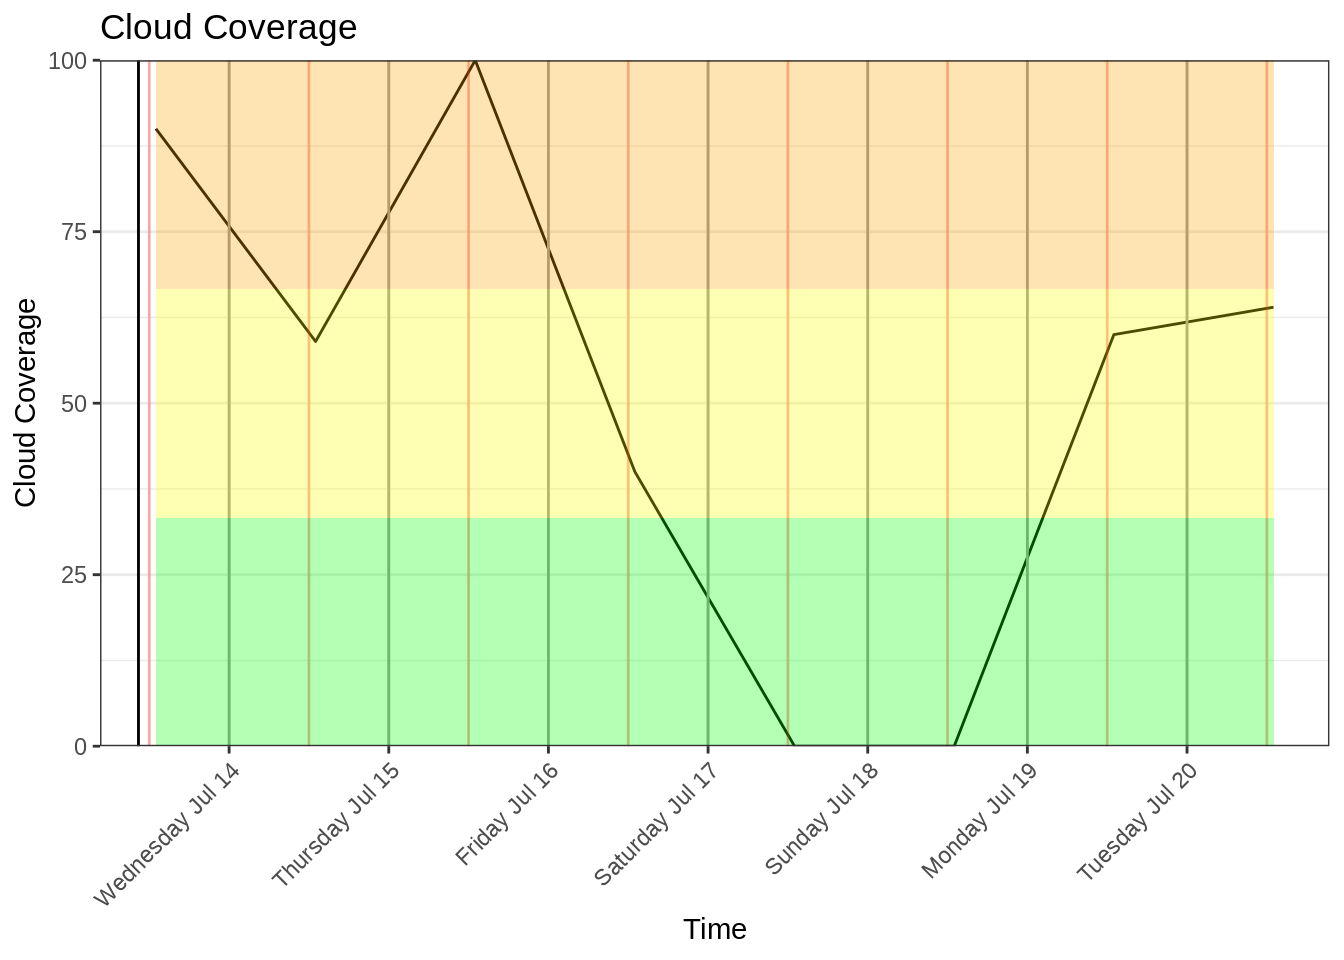 Cloud Coverage
100
75
50
25
0
Cloud Coverage
Wednesday Jul 14
Thursday Jul 15
Friday Jul 16
Saturday Jul 17
Sunday Jul 18
Monday Jul 19
Tuesday Jul 20
Time